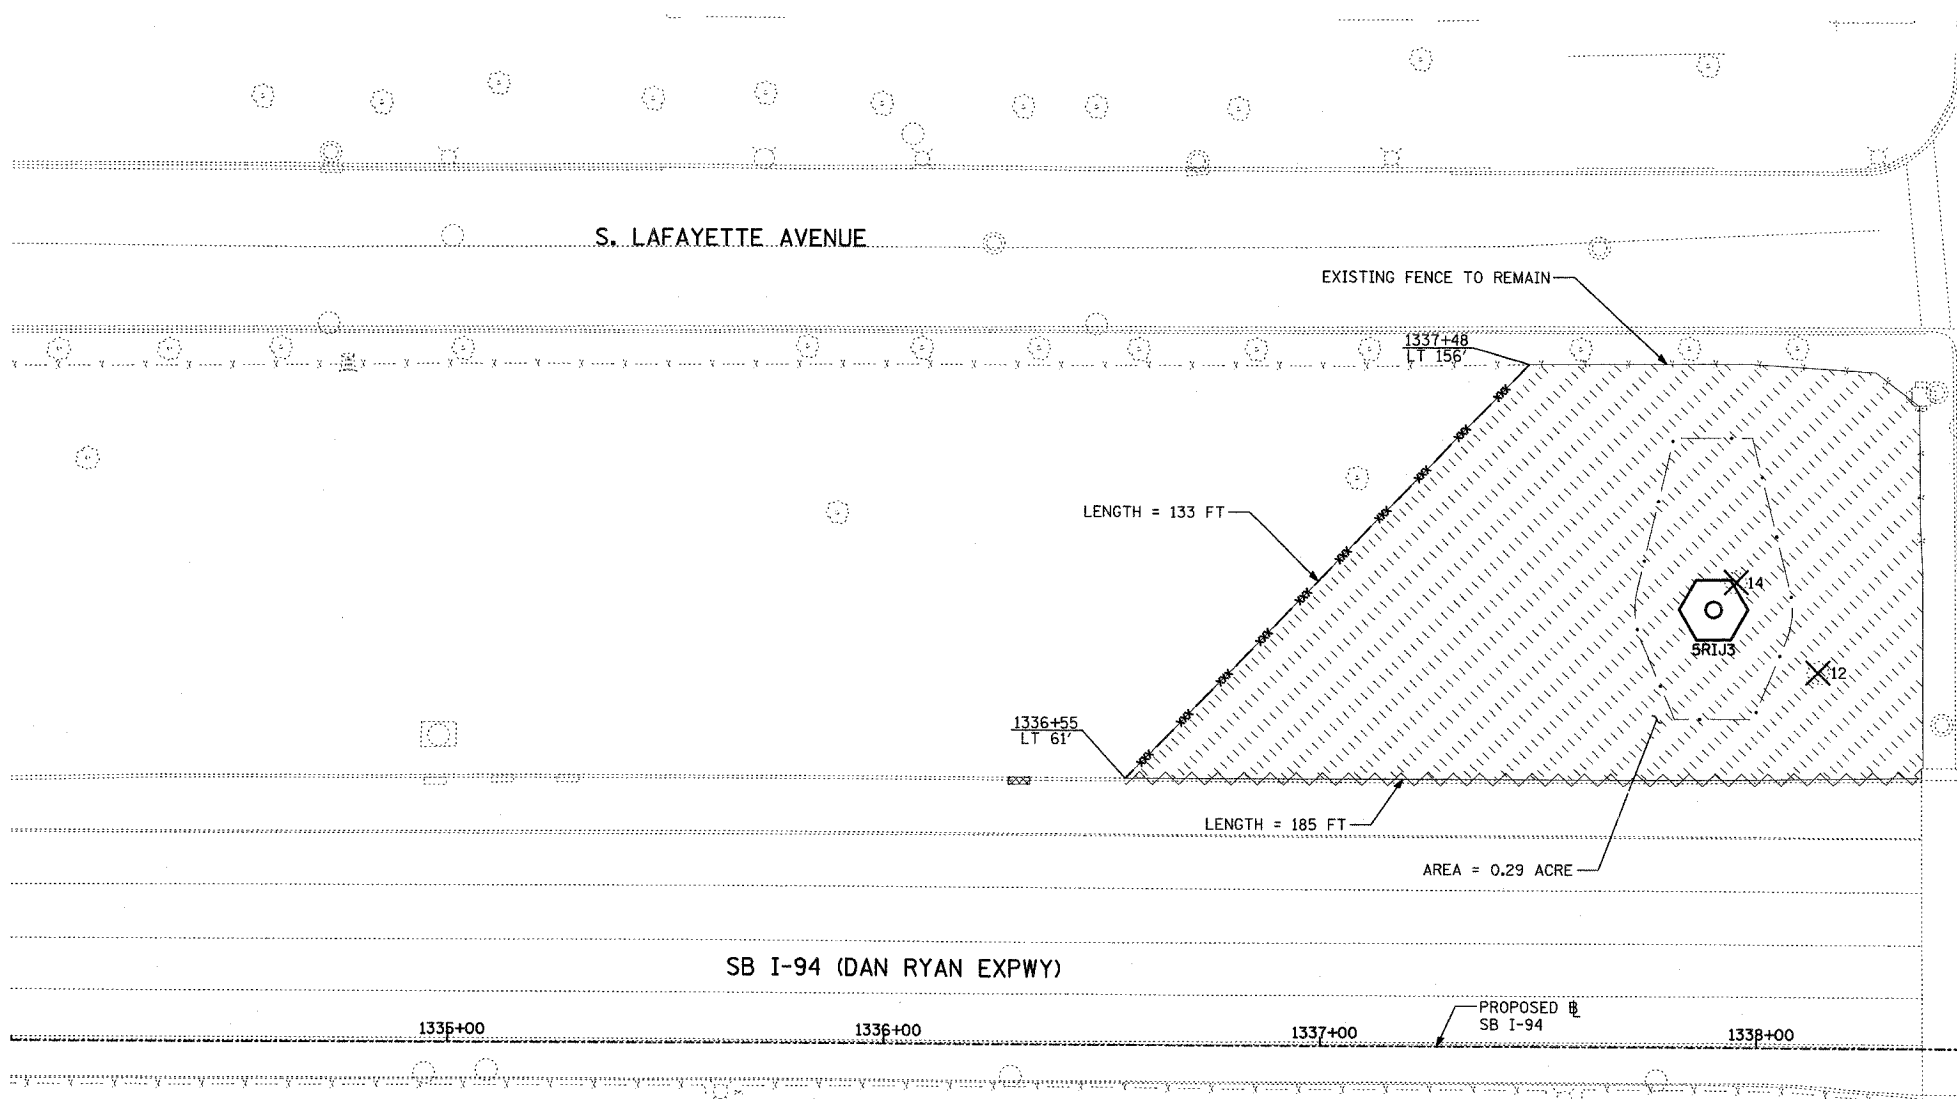 S. LAFAYETTE AVENUE
EXISTING FENCE TO REMAIN
1337+48
LT 156'
LENGTH = 133 FT
14
5RIJ3
12
1336+55
LT 61'
LENGTH = 185 FT
AREA = 0.29 ACRE
SB I-94 (DAN RYAN EXPWY)
PROPOSED ℄
SB I-94
1335+00
1336+00
1337+00
1338+00